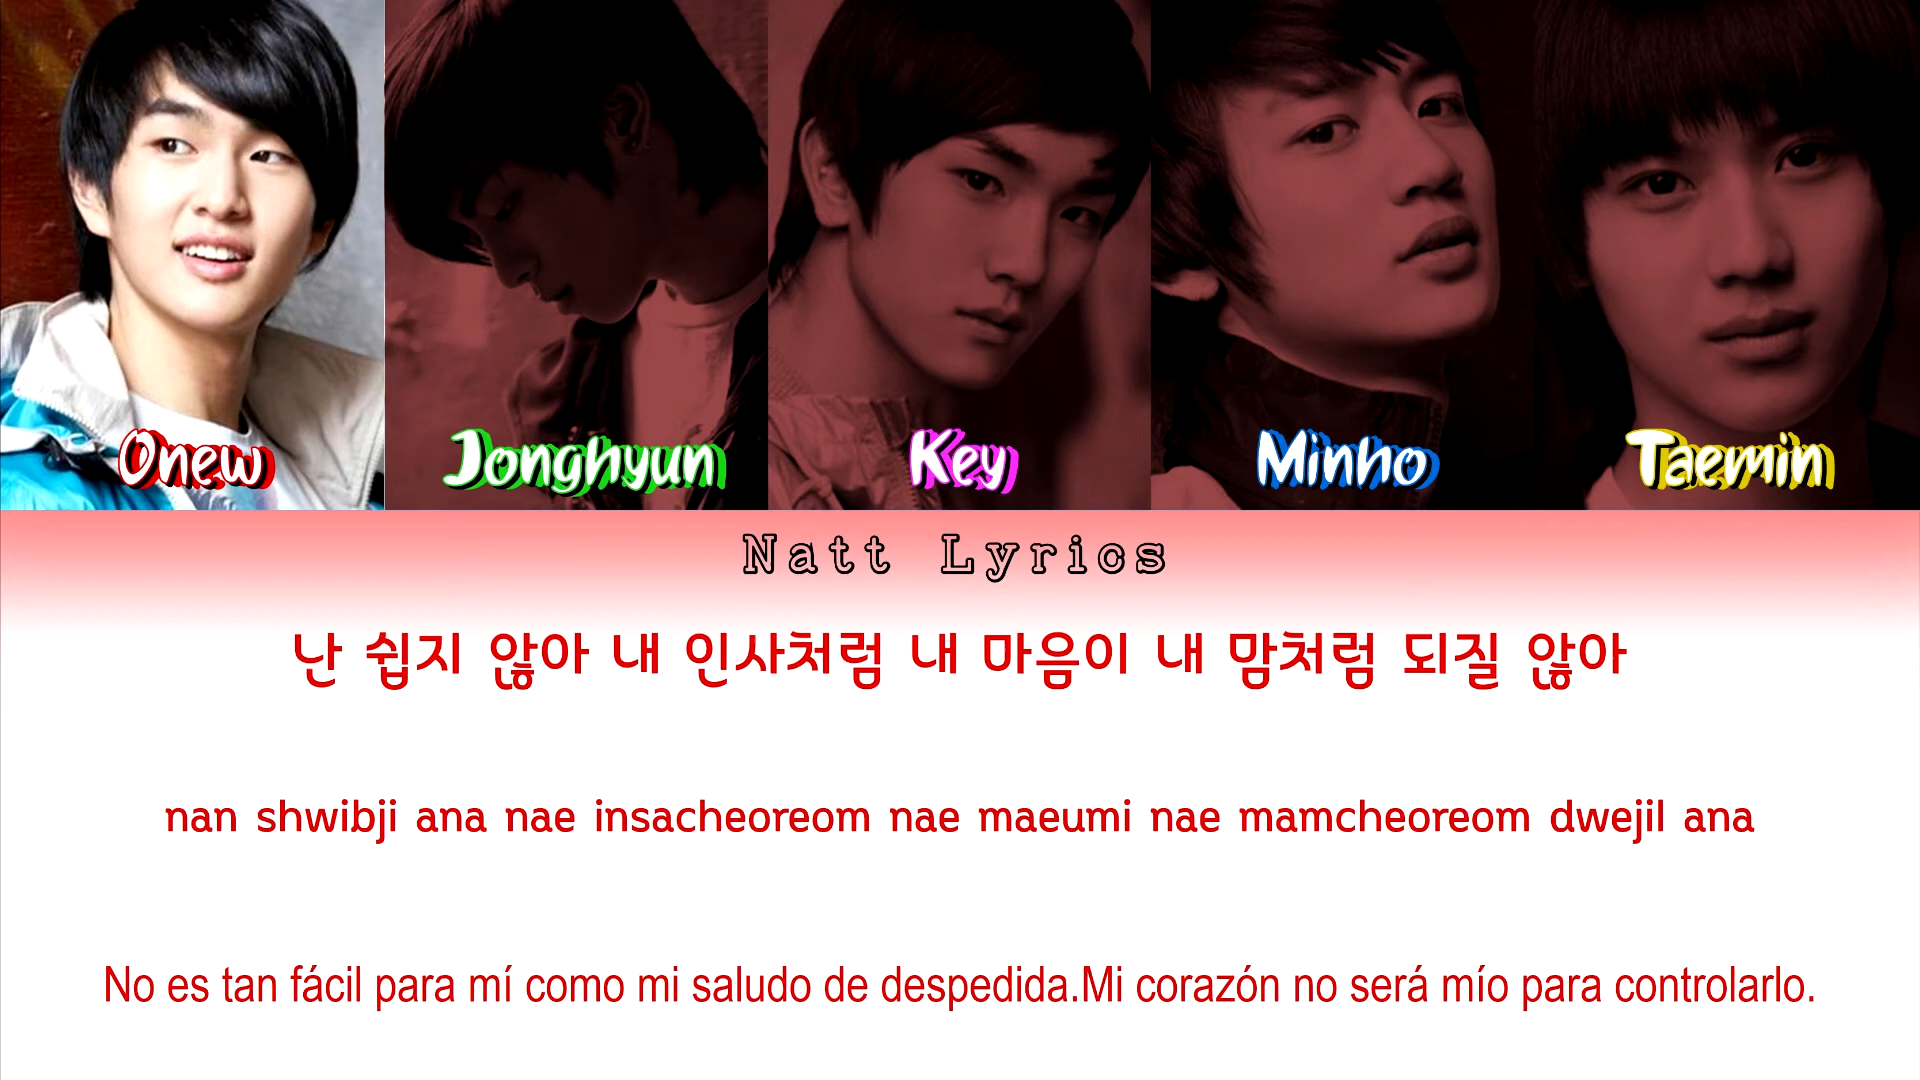 Onew Jonghyun Key Minho Taemin
Natt Lyrics
난 쉽지 않아 내 인사처럼 내 마음이 내 맘처럼 되질 않아
nan shwibji ana nae insacheoreom nae maeumi nae mamcheoreom dwejil ana
No es tan fácil para mí como mi saludo de despedida.Mi corazón no será mío para controlarlo.